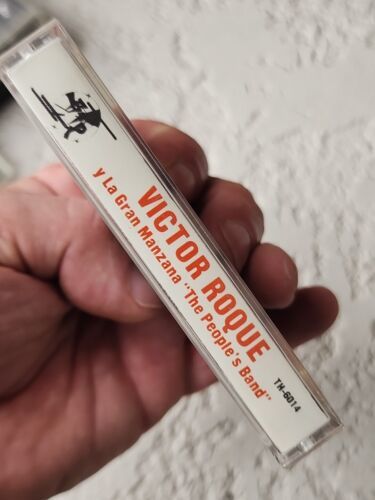 VICTOR ROQUE
y La Gran Manzana "The People's Band"
TH-6014